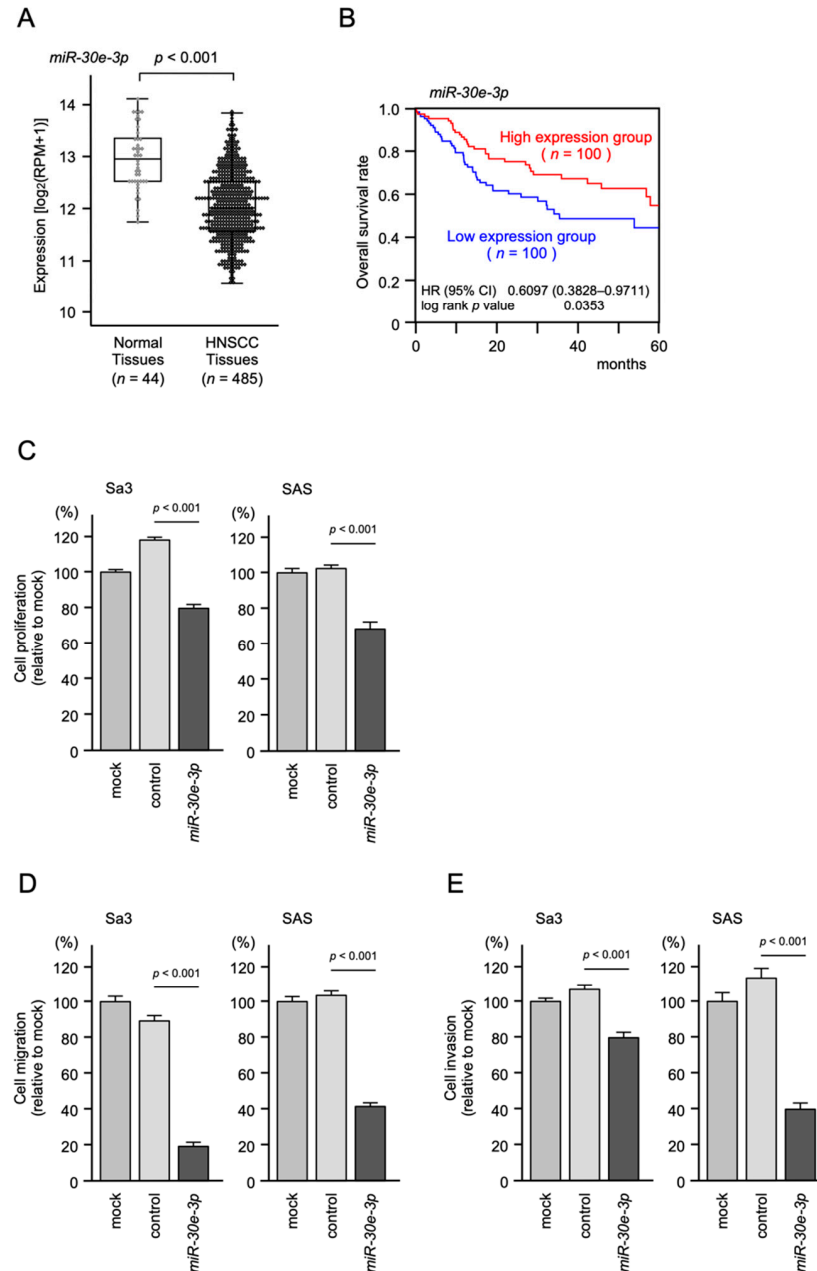 A
miR-30e-3p
p < 0.001
Expression [log2(RPM+1)]
14
13
12
11
10
Normal
Tissues
(n = 44)
HNSCC
Tissues
(n = 485)
B
miR-30e-3p
Overall survival rate
1.0
0.8
0.6
0.4
0.2
0
High expression group
( n = 100 )
Low expression group
( n = 100 )
HR (95% CI) 0.6097 (0.3828–0.9711)
log rank p value 0.0353
0
20
40
60
months
C
Sa3
(%)
p < 0.001
Cell proliferation
(relative to mock)
120
100
80
60
40
20
0
mock
control
miR-30e-3p
SAS
(%)
p < 0.001
120
100
80
60
40
20
0
mock
control
miR-30e-3p
D
Sa3
(%)
p < 0.001
Cell migration
(relative to mock)
120
100
80
60
40
20
0
mock
control
miR-30e-3p
SAS
(%)
p < 0.001
120
100
80
60
40
20
0
mock
control
miR-30e-3p
E
Sa3
(%)
p < 0.001
Cell invasion
(relative to mock)
120
100
80
60
40
20
0
mock
control
miR-30e-3p
SAS
(%)
p < 0.001
120
100
80
60
40
20
0
mock
control
miR-30e-3p